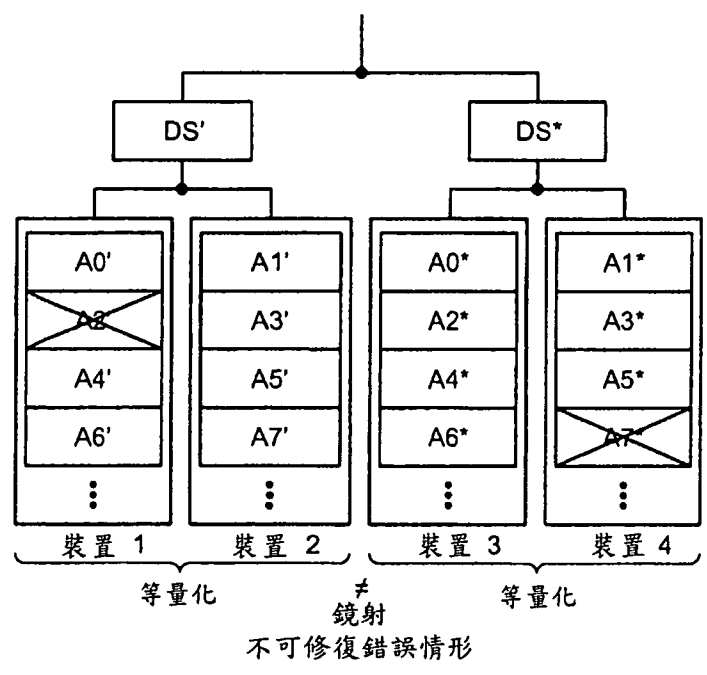 DS' DS*
A0' A1' A0* A1*
A2 A3' A2* A3*
A4' A5' A4* A5*
A6' A7' A6* A7*
裝置 1 裝置 2 裝置 3 裝置 4
等量化 ≠ 等量化
鏡射
不可修復錯誤情形